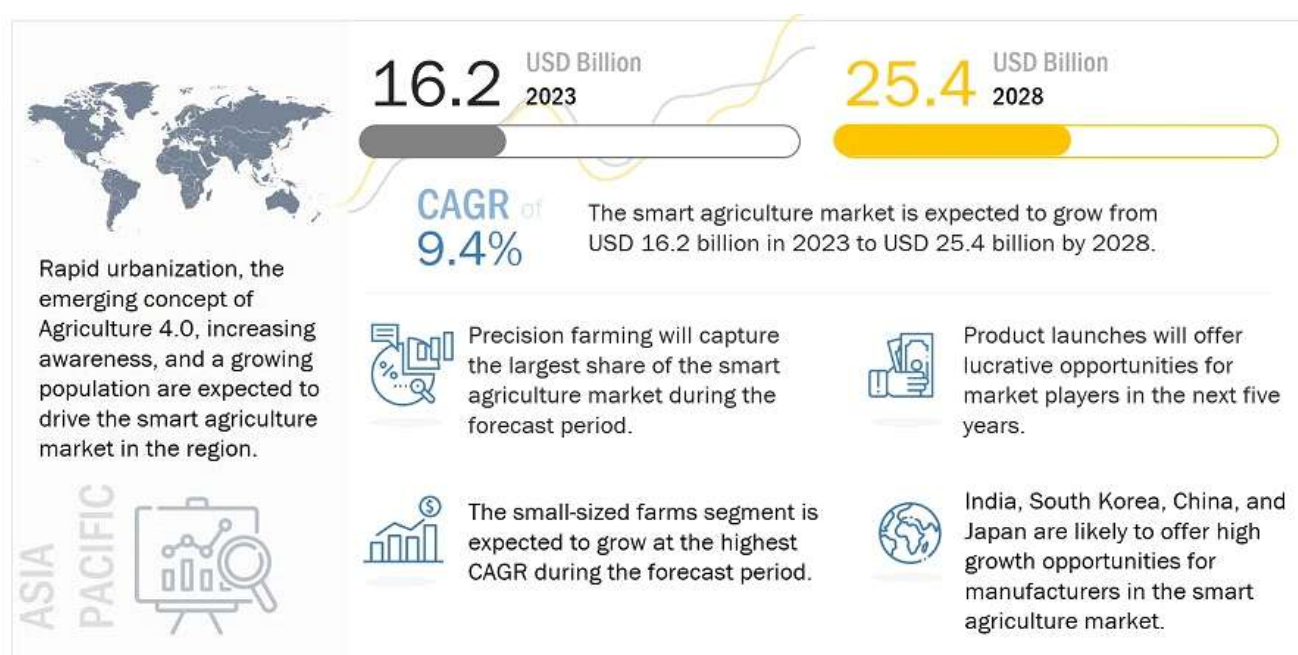 16.2
USD Billion
2023
25.4
USD Billion
2028
CAGR of
9.4%
The smart agriculture market is expected to grow from
USD 16.2 billion in 2023 to USD 25.4 billion by 2028.
Rapid urbanization, the
emerging concept of
Agriculture 4.0, increasing
awareness, and a growing
population are expected to
drive the smart agriculture
market in the region.
ASIA
PACIFIC
%
Precision farming will capture
the largest share of the smart
agriculture market during the
forecast period.
Product launches will offer
lucrative opportunities for
market players in the next five
years.
$
The small-sized farms segment is
expected to grow at the highest
CAGR during the forecast period.
India, South Korea, China, and
Japan are likely to offer high
growth opportunities for
manufacturers in the smart
agriculture market.